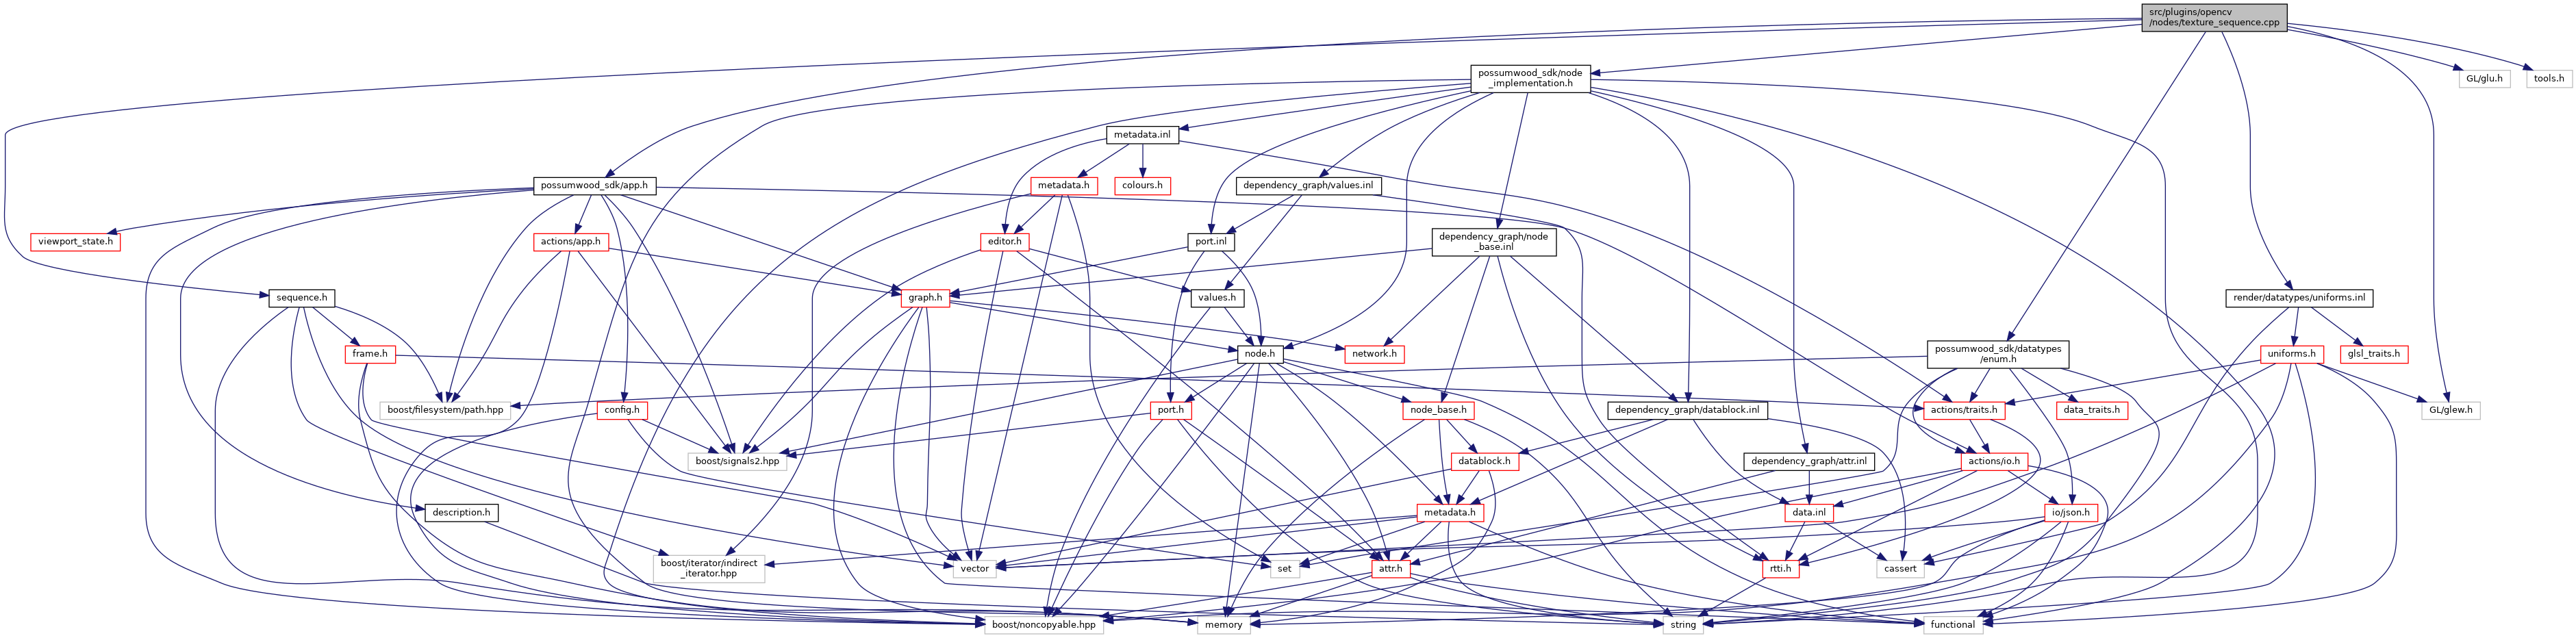 src/plugins/opencv
/nodes/texture_sequence.cpp
possumwood_sdk/node
_implementation.h
GL/glu.h
tools.h
metadata.inl
possumwood_sdk/app.h
metadata.h
colours.h
dependency_graph/values.inl
viewport_state.h
actions/app.h
editor.h
port.inl
dependency_graph/node
_base.inl
sequence.h
graph.h
values.h
render/datatypes/uniforms.inl
frame.h
node.h
network.h
possumwood_sdk/datatypes
/enum.h
uniforms.h
glsl_traits.h
boost/filesystem/path.hpp
config.h
port.h
node_base.h
dependency_graph/datablock.inl
actions/traits.h
data_traits.h
GL/glew.h
boost/signals2.hpp
datablock.h
dependency_graph/attr.inl
actions/io.h
description.h
metadata.h
data.inl
io/json.h
boost/iterator/indirect
_iterator.hpp
vector
set
attr.h
rtti.h
cassert
boost/noncopyable.hpp
memory
string
functional